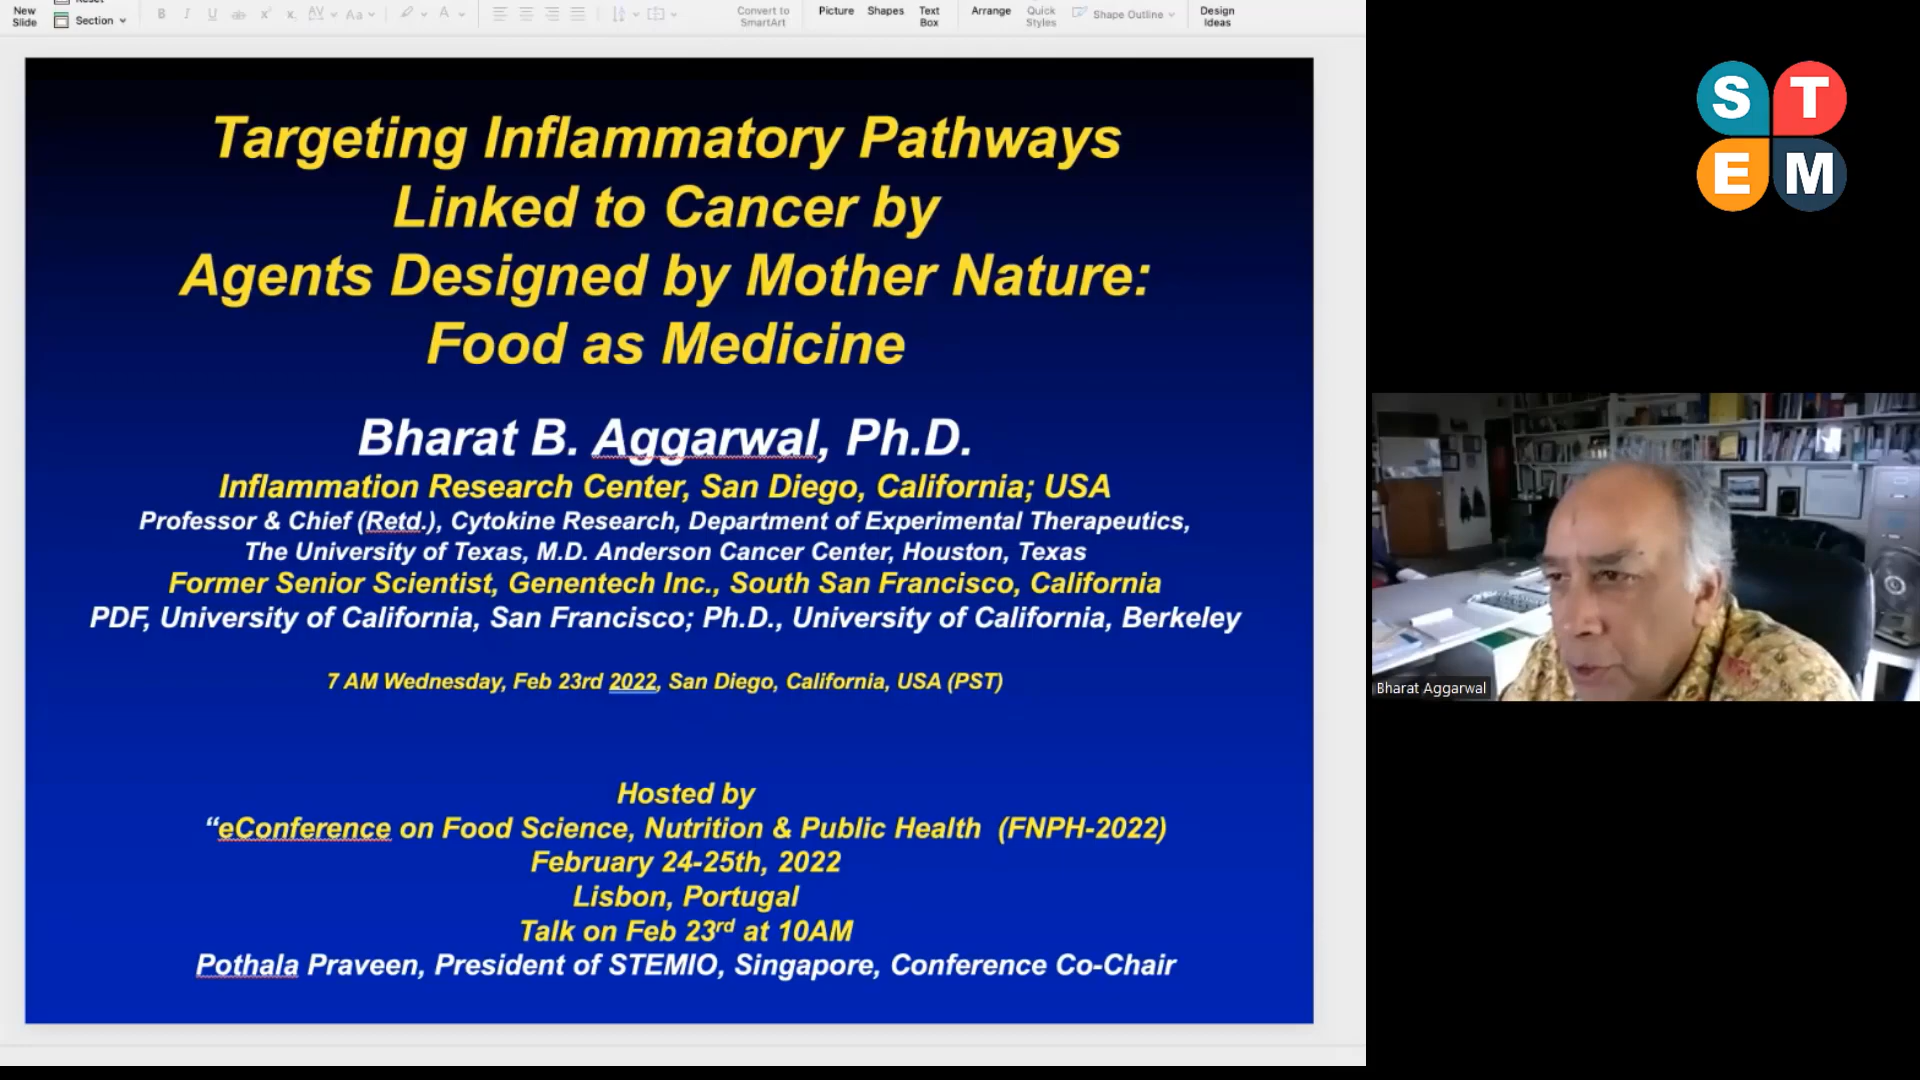 New
Slide
Section
B I U ab x² x₂ AV Aa A
Convert to
SmartArt
Picture
Shapes
Text
Box
Arrange
Quick
Styles
Shape Outline
Design
Ideas
Targeting Inflammatory Pathways
Linked to Cancer by
Agents Designed by Mother Nature:
Food as Medicine
Bharat B. Aggarwal, Ph.D.
Inflammation Research Center, San Diego, California; USA
Professor & Chief (Retd.), Cytokine Research, Department of Experimental Therapeutics,
The University of Texas, M.D. Anderson Cancer Center, Houston, Texas
Former Senior Scientist, Genentech Inc., South San Francisco, California
PDF, University of California, San Francisco; Ph.D., University of California, Berkeley
7 AM Wednesday, Feb 23rd 2022, San Diego, California, USA (PST)
Hosted by
“eConference on Food Science, Nutrition & Public Health (FNPH-2022)
February 24-25th, 2022
Lisbon, Portugal
Talk on Feb 23rd at 10AM
Pothala Praveen, President of STEMIO, Singapore, Conference Co-Chair
S T
E M
Bharat Aggarwal